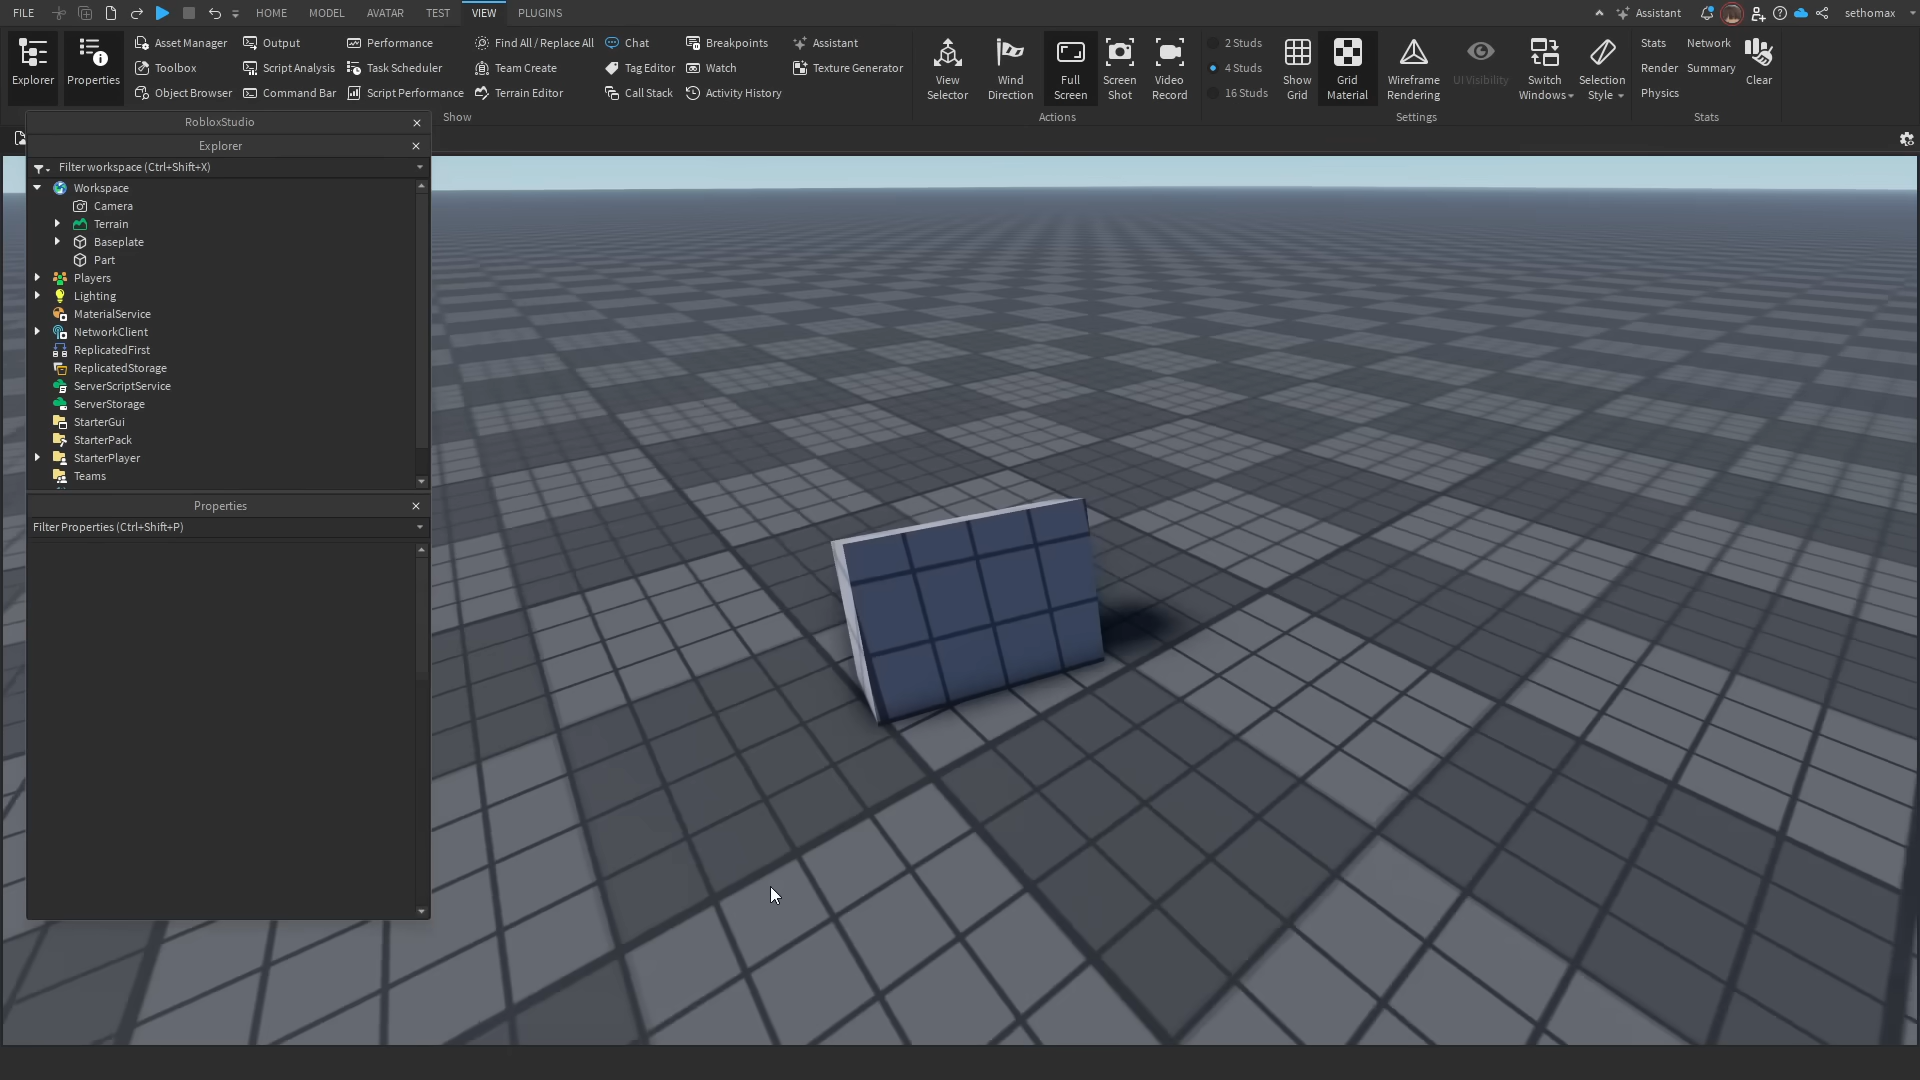 FILE HOME MODEL AVATAR TEST VIEW PLUGINS Assistant sethomax
Explorer
Properties
Asset Manager
Toolbox
Object Browser
Output
Script Analysis
Command Bar
Performance
Task Scheduler
Script Performance
Find All / Replace All
Team Create
Terrain Editor
Chat
Tag Editor
Call Stack
Breakpoints
Watch
Activity History
Assistant
Texture Generator
Show
View
Selector
Wind
Direction
Full
Screen
Screen
Shot
Video
Record
Actions
2 Studs
4 Studs
16 Studs
Show
Grid
Grid
Material
Wireframe
Rendering
UI Visibility
Switch
Windows
Selection
Style
Settings
Stats
Render
Physics
Network
Summary
Clear
Stats
RobloxStudio
Explorer
Filter workspace (Ctrl+Shift+X)
Workspace
Camera
Terrain
Baseplate
Part
Players
Lighting
MaterialService
NetworkClient
ReplicatedFirst
ReplicatedStorage
ServerScriptService
ServerStorage
StarterGui
StarterPack
StarterPlayer
Teams
Properties
Filter Properties (Ctrl+Shift+P)